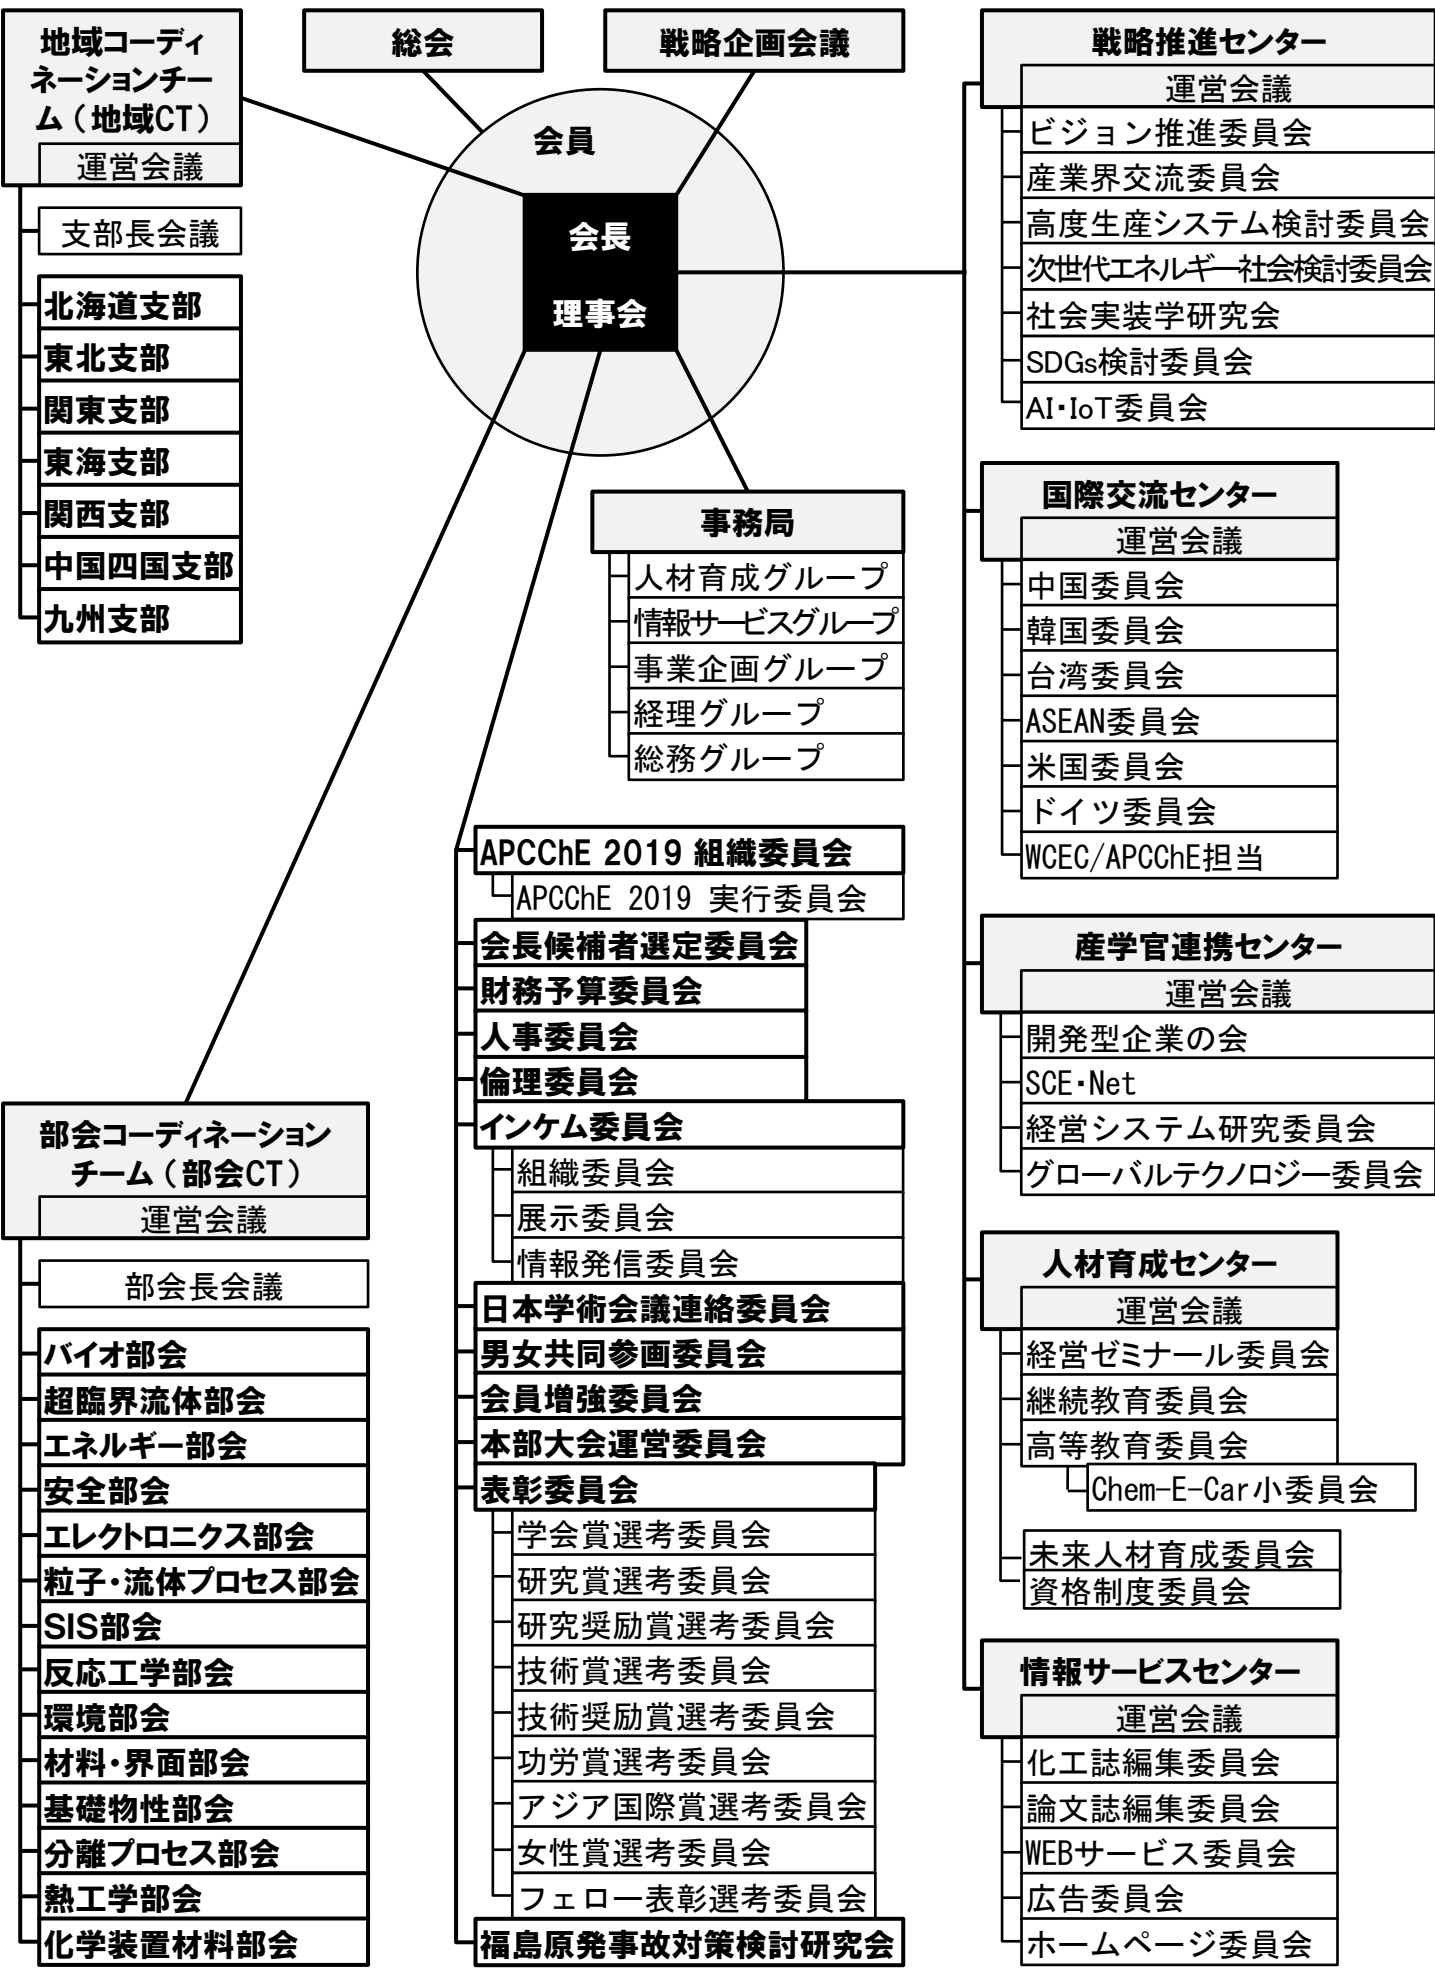 地域コーディ
ネーションチー
ム（地域CT）
運営会議
支部長会議
北海道支部
東北支部
関東支部
東海支部
関西支部
中国四国支部
九州支部
総会
戦略企画会議
会員
会長
理事会
事務局
人材育成グループ
情報サービスグループ
事業企画グループ
経理グループ
総務グループ
部会コーディネーション
チーム（部会CT）
運営会議
部会長会議
バイオ部会
超臨界流体部会
エネルギー部会
安全部会
エレクトロニクス部会
粒子・流体プロセス部会
SIS部会
反応工学部会
環境部会
材料・界面部会
基礎物性部会
分離プロセス部会
熱工学部会
化学装置材料部会
APCChE 2019 組織委員会
APCChE 2019 実行委員会
会長候補者選定委員会
財務予算委員会
人事委員会
倫理委員会
インケム委員会
組織委員会
展示委員会
情報発信委員会
日本学術会議連絡委員会
男女共同参画委員会
会員増強委員会
本部大会運営委員会
表彰委員会
学会賞選考委員会
研究賞選考委員会
研究奨励賞選考委員会
技術賞選考委員会
技術奨励賞選考委員会
功労賞選考委員会
アジア国際賞選考委員会
女性賞選考委員会
フェロー表彰選考委員会
福島原発事故対策検討研究会
戦略推進センター
運営会議
ビジョン推進委員会
産業界交流委員会
高度生産システム検討委員会
次世代エネルギー社会検討委員会
社会実装学研究会
SDGs検討委員会
AI・IoT委員会
国際交流センター
運営会議
中国委員会
韓国委員会
台湾委員会
ASEAN委員会
米国委員会
ドイツ委員会
WCEC/APCChE担当
産学官連携センター
運営会議
開発型企業の会
SCE・Net
経営システム研究委員会
グローバルテクノロジー委員会
人材育成センター
運営会議
経営ゼミナール委員会
継続教育委員会
高等教育委員会
Chem-E-Car小委員会
未来人材育成委員会
資格制度委員会
情報サービスセンター
運営会議
化工誌編集委員会
論文誌編集委員会
WEBサービス委員会
広告委員会
ホームページ委員会